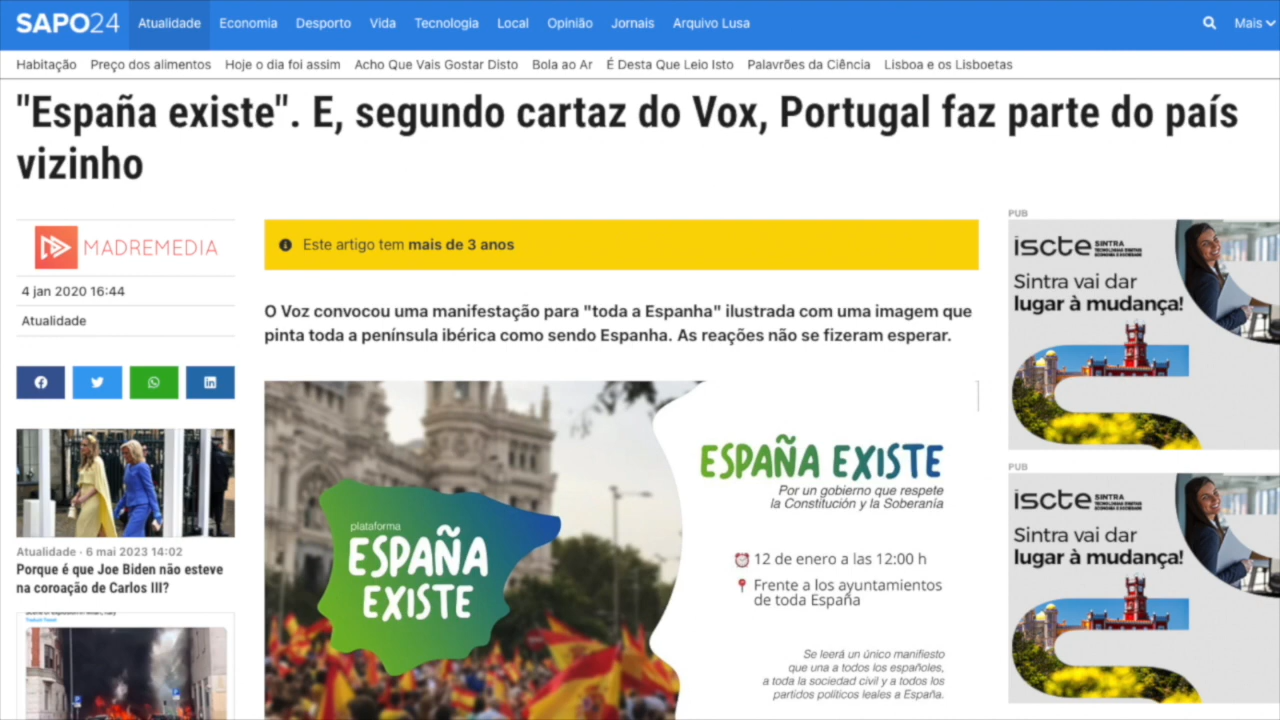 SAPO24 Atualidade Economia Desporto Vida Tecnologia Local Opinião Jornais Arquivo Lusa Mais
Habitação Preço dos alimentos Hoje o dia foi assim Acho Que Vais Gostar Disto Bola ao Ar É Desta Que Leio Isto Palavrões da Ciência Lisboa e os Lisboetas
"España existe". E, segundo cartaz do Vox, Portugal faz parte do país
vizinho
MADREMEDIA
4 jan 2020 16:44
Atualidade
Atualidade · 6 mai 2023 14:02
Porque é que Joe Biden não esteve
na coroação de Carlos III?
Este artigo tem mais de 3 anos
O Voz convocou uma manifestação para "toda a Espanha" ilustrada com uma imagem que
pinta toda a península ibérica como sendo Espanha. As reações não se fizeram esperar.
plataforma
ESPAÑA
EXISTE
ESPAÑA EXISTE
Por un gobierno que respete
la Constitución y la Soberanía
12 de enero a las 12:00 h
Frente a los ayuntamientos
de toda España
Se leerá un único manifiesto
que una a todos los españoles,
a toda la sociedad civil y a todos los
partidos políticos leales a España.
PUB
iscte SINTRA
Sintra vai dar
lugar à mudança!
PUB
iscte SINTRA
Sintra vai dar
lugar à mudança!